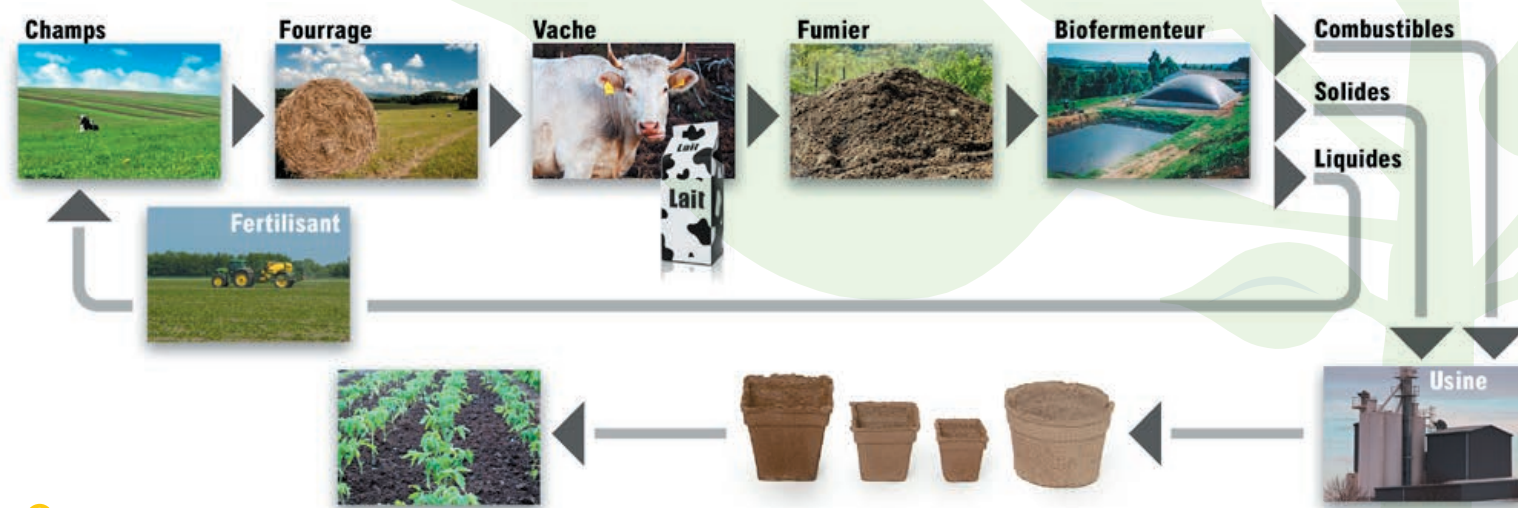 Champs
Fourrage
Vache
Fumier
Biofermenteur
Combustibles
Solides
Liquides
Lait
Lait
Fertilisant
Usine